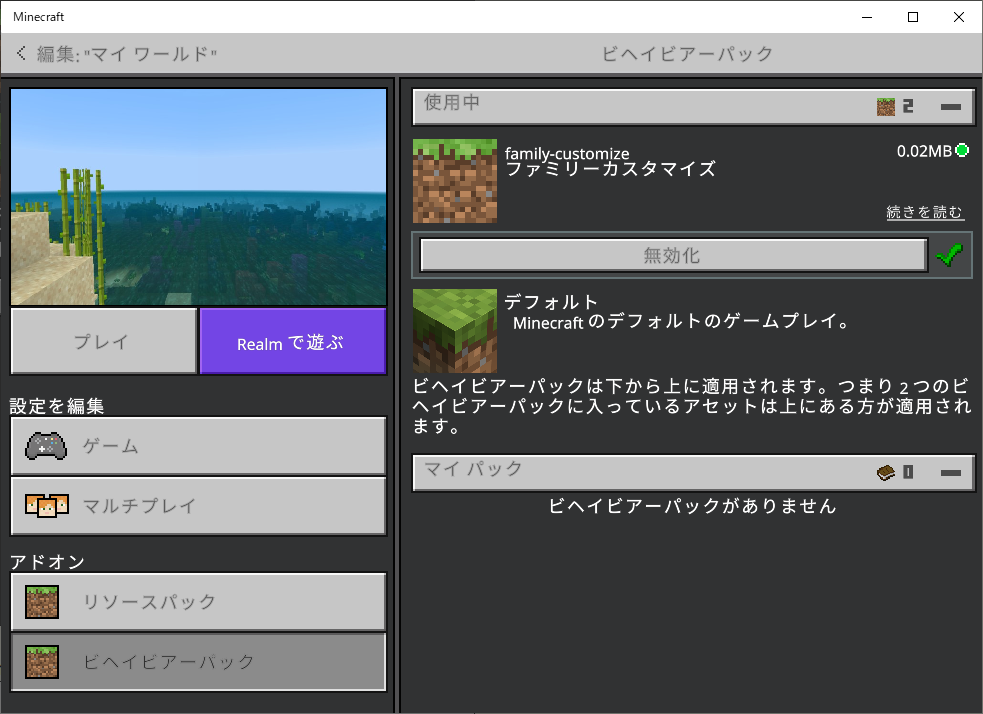 Minecraft
編集: "マイ ワールド"
ビヘイビアーパック
プレイ
Realm で遊ぶ
設定を編集
ゲーム
マルチプレイ
アドオン
リソースパック
ビヘイビアーパック
使用中
2
family-customize
ファミリーカスタマイズ
0.02MB
続きを読む
無効化
デフォルト
Minecraft のデフォルトのゲームプレイ。
ビヘイビアーパックは下から上に適用されます。つまり 2 つのビ
ヘイビアーパックに入っているアセットは上にある方が適用され
ます。
マイ パック
0
ビヘイビアーパックがありません